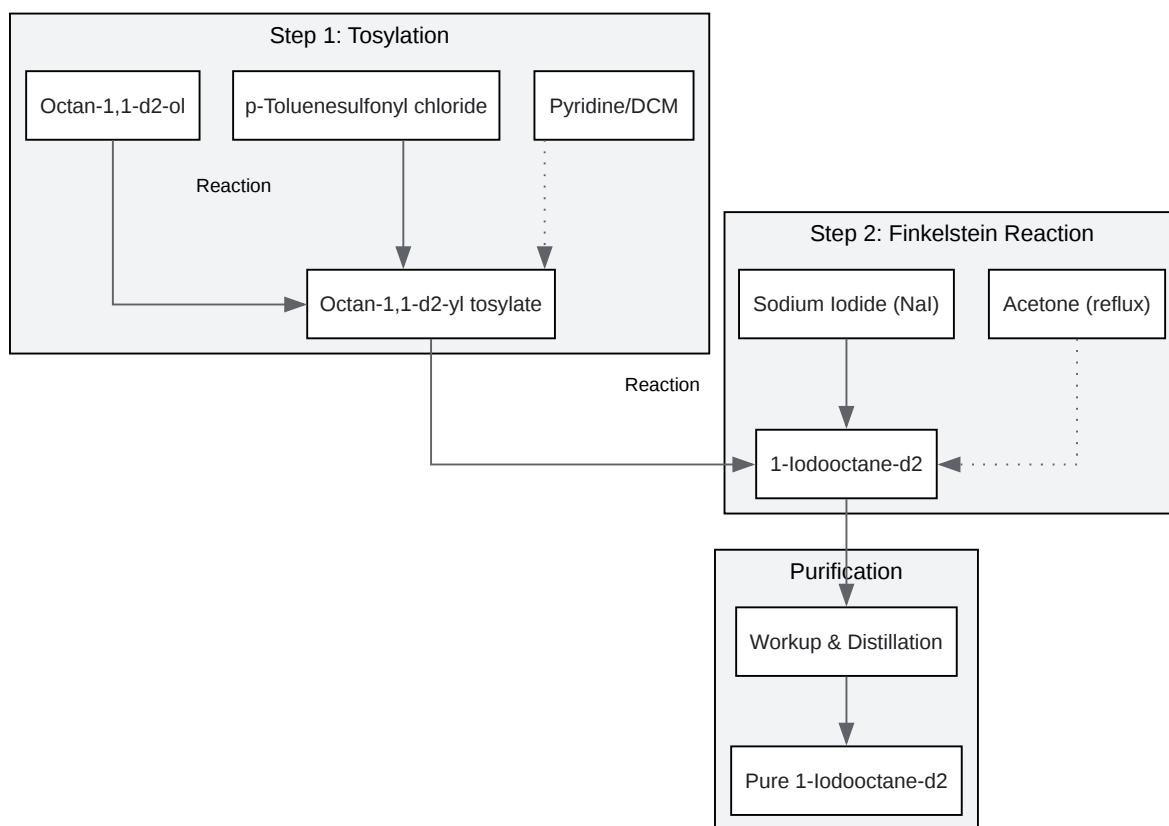 Step 1: Tosylation
Octan-1,1-d2-ol
p-Toluenesulfonyl chloride
Pyridine/DCM
Reaction
Octan-1,1-d2-yl tosylate
Step 2: Finkelstein Reaction
Sodium Iodide (NaI)
Acetone (reflux)
Reaction
1-Iodooctane-d2
Purification
Workup & Distillation
Pure 1-Iodooctane-d2